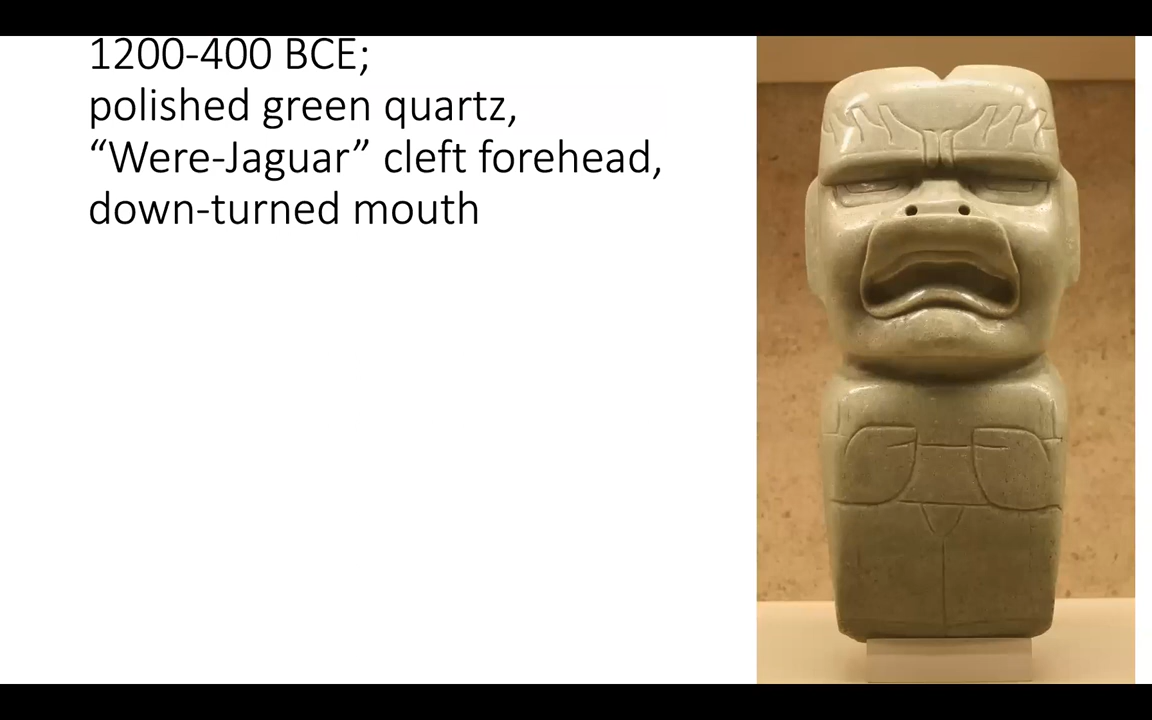 1200-400 BCE;
polished green quartz,
“Were-Jaguar” cleft forehead,
down-turned mouth